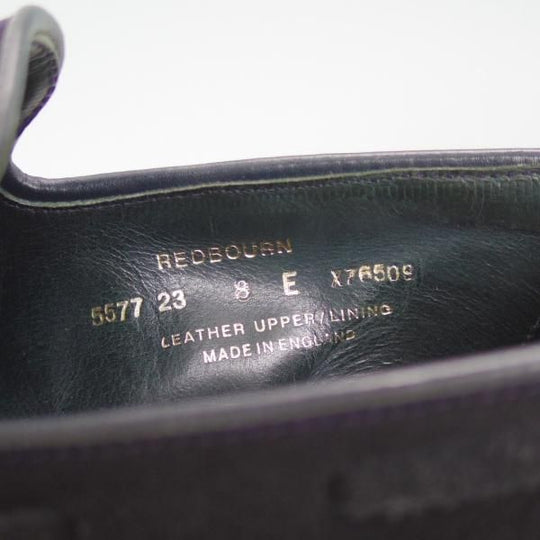 REDBOURN
5577 23 8 E X76509
LEATHER UPPER/LINING
MADE IN ENGLAND